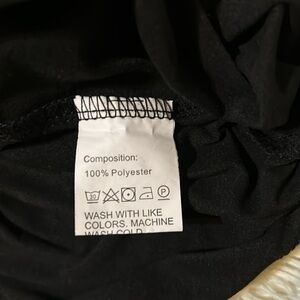 Composition:
100% Polyester
WASH WITH LIKE
COLORS. MACHINE
WASH COLD